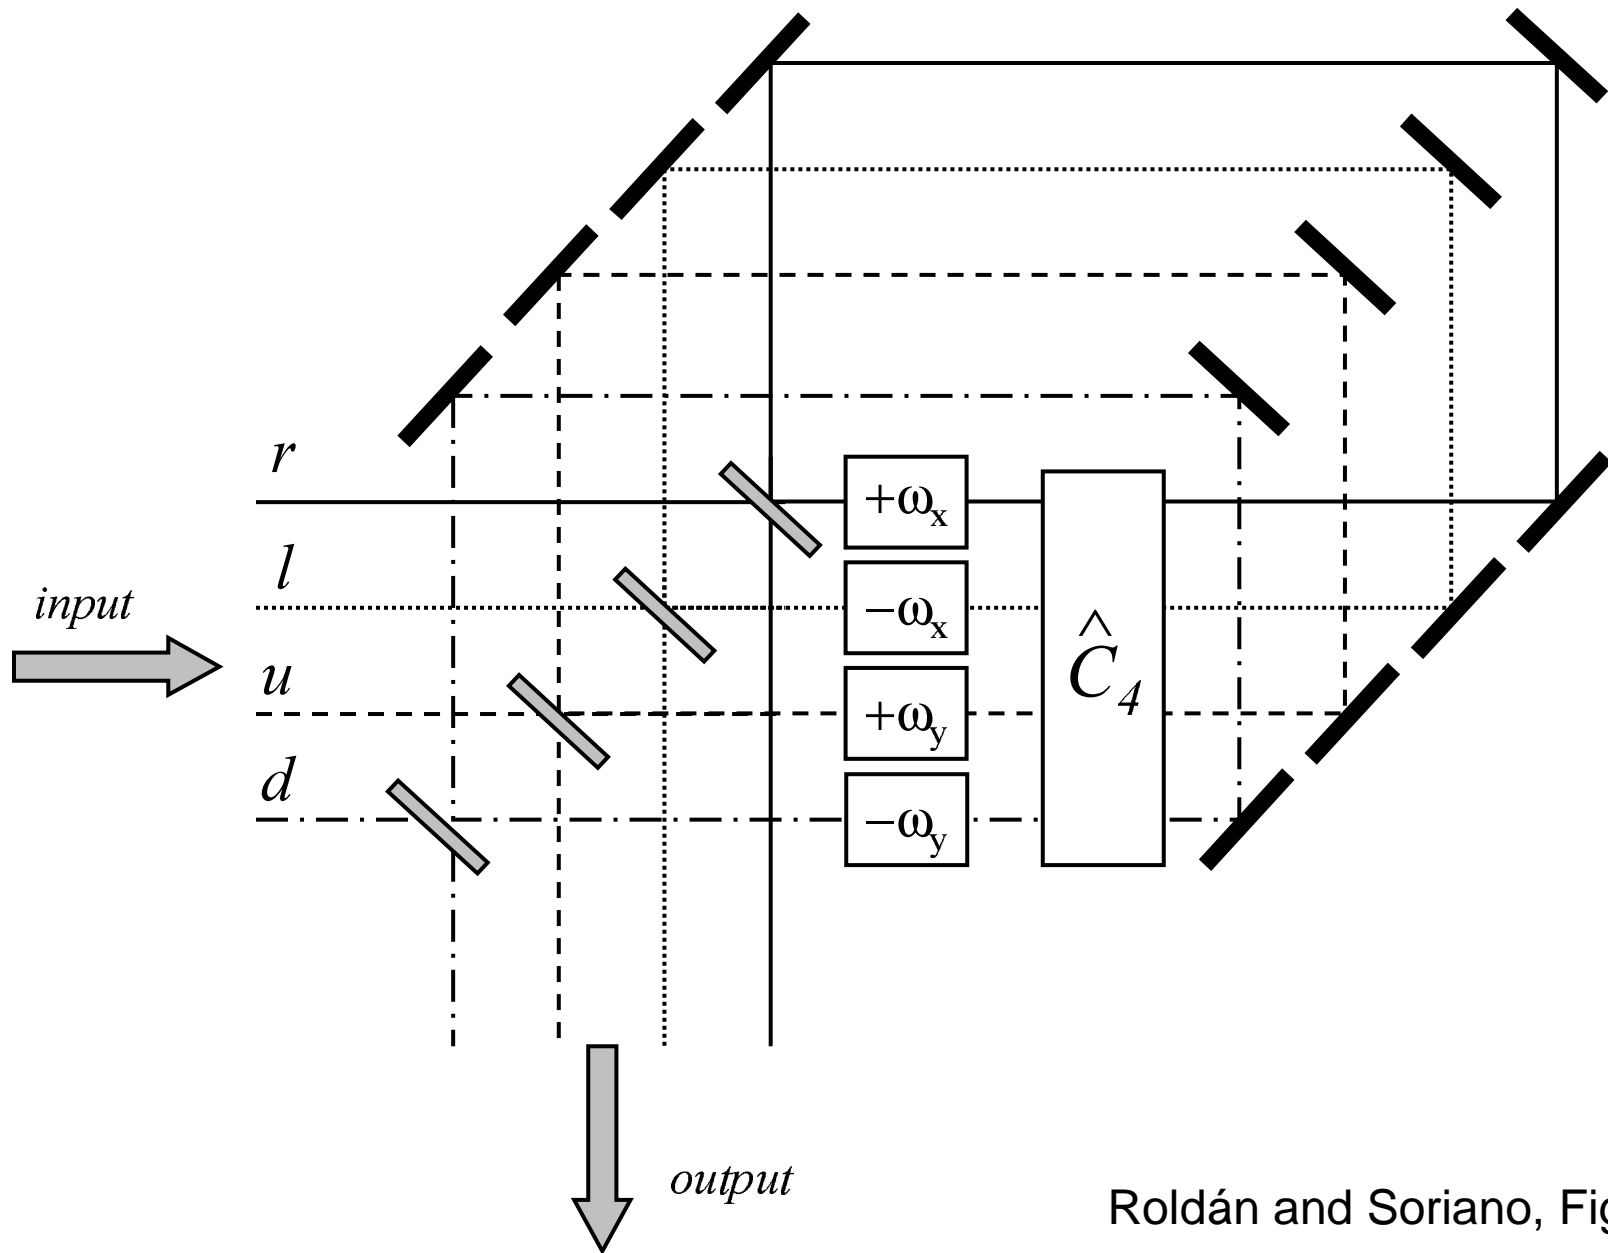 r
l
input
u
d
+ωx
−ωx
+ωy
−ωy
Ĉ4
output
Roldán and Soriano, Fig